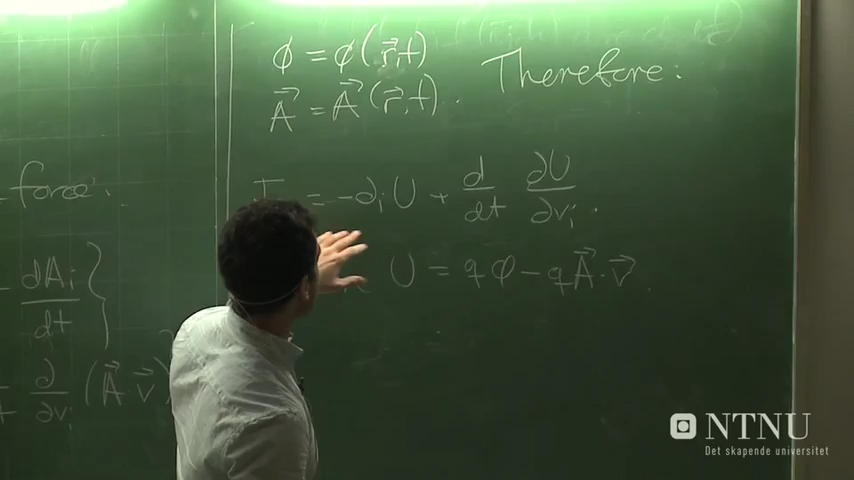 φ = φ(r⃗,t)
Therefore:
A⃗ = A⃗(r⃗,t).
force.
= -∂ᵢU + d/dt ∂U/∂vᵢ.
dAᵢ/dt }
U = qφ - qA⃗·v⃗.
∂/∂vᵢ (A⃗·v⃗)
NTNU
Det skapende universitet